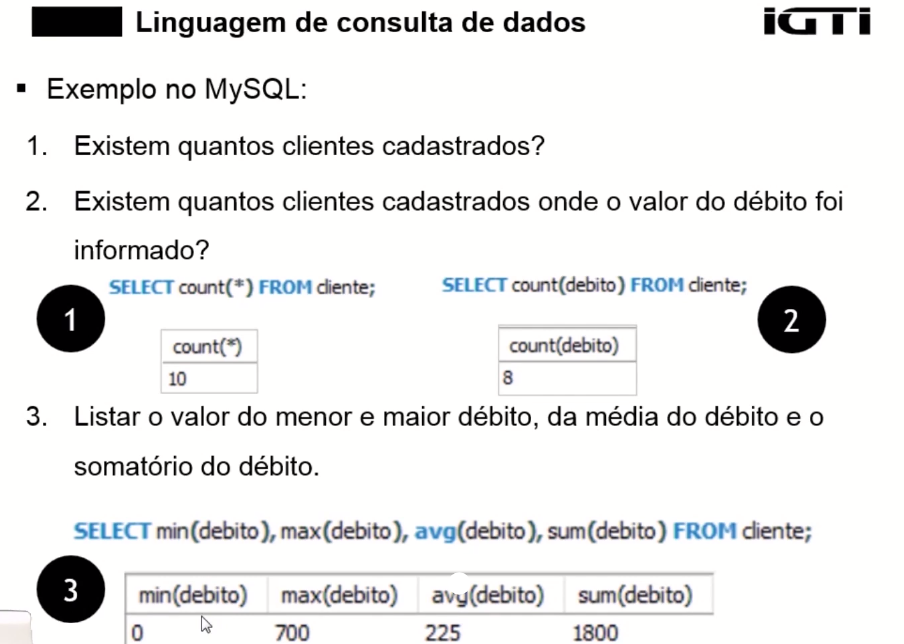 Linguagem de consulta de dados
iGTi
Exemplo no MySQL:
1. Existem quantos clientes cadastrados?
2. Existem quantos clientes cadastrados onde o valor do débito foi
informado?
SELECT count(*) FROM cliente;
SELECT count(debito) FROM cliente;
1
2
count(*)
10
count(debito)
8
3. Listar o valor do menor e maior débito, da média do débito e o
somatório do débito.
SELECT min(debito), max(debito), avg(debito), sum(debito) FROM cliente;
3
min(debito) max(debito) avg(debito) sum(debito)
0 700 225 1800